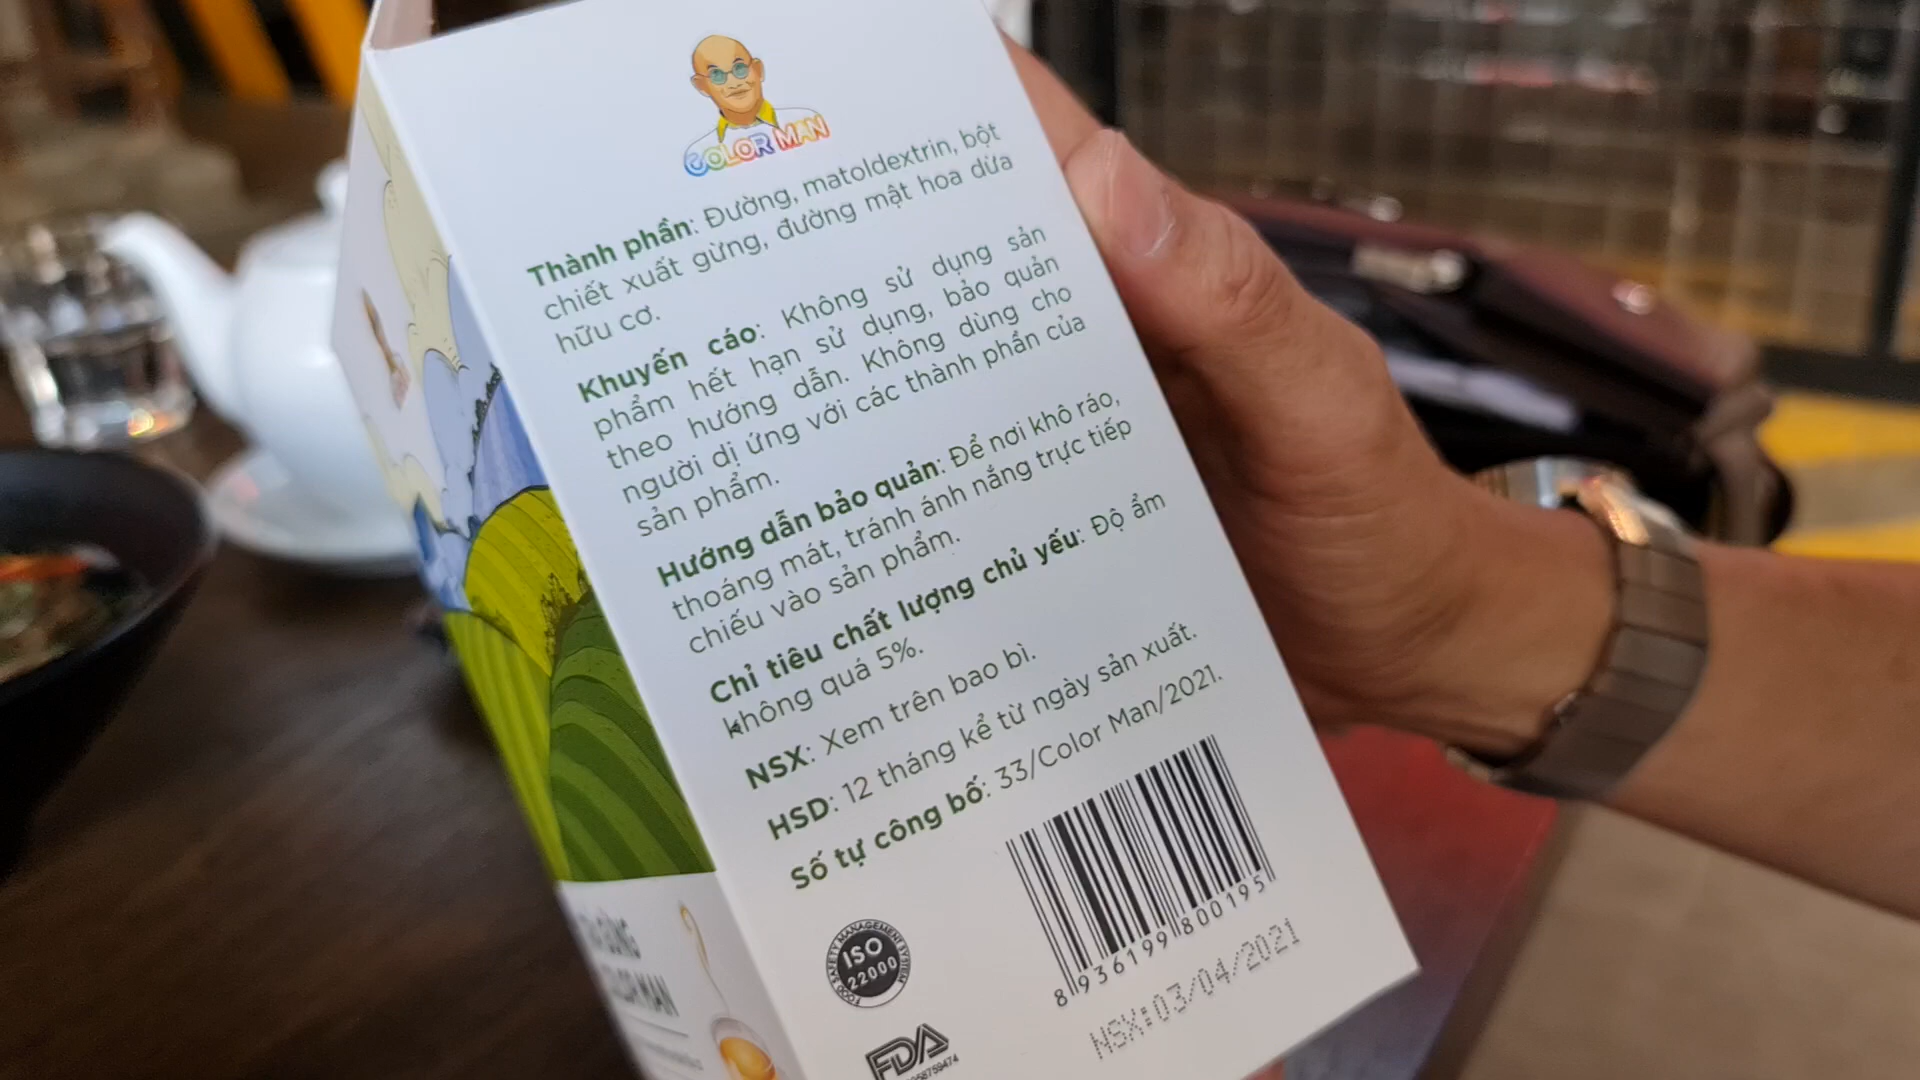 COLOR MAN
Thành phần: Đường, matoldextrin, bột
chiết xuất gừng, đường mật hoa dừa
hữu cơ.
Khuyến cáo: Không sử dụng sản
phẩm hết hạn sử dụng, bảo quản
theo hướng dẫn. Không dùng cho
người dị ứng với các thành phần của
sản phẩm.
Hướng dẫn bảo quản: Để nơi khô ráo,
thoáng mát, tránh ánh nắng trực tiếp
chiếu vào sản phẩm.
Chỉ tiêu chất lượng chủ yếu: Độ ẩm
không quá 5%.
NSX: Xem trên bao bì.
HSD: 12 tháng kể từ ngày sản xuất.
Số tự công bố: 33/Color Man/2021.
FOOD SAFETY MANAGEMENT SYSTEM
ISO
22000
8 936199 800195
NSX:03/04/2021
FDA
GỪNG
COLOR MAN